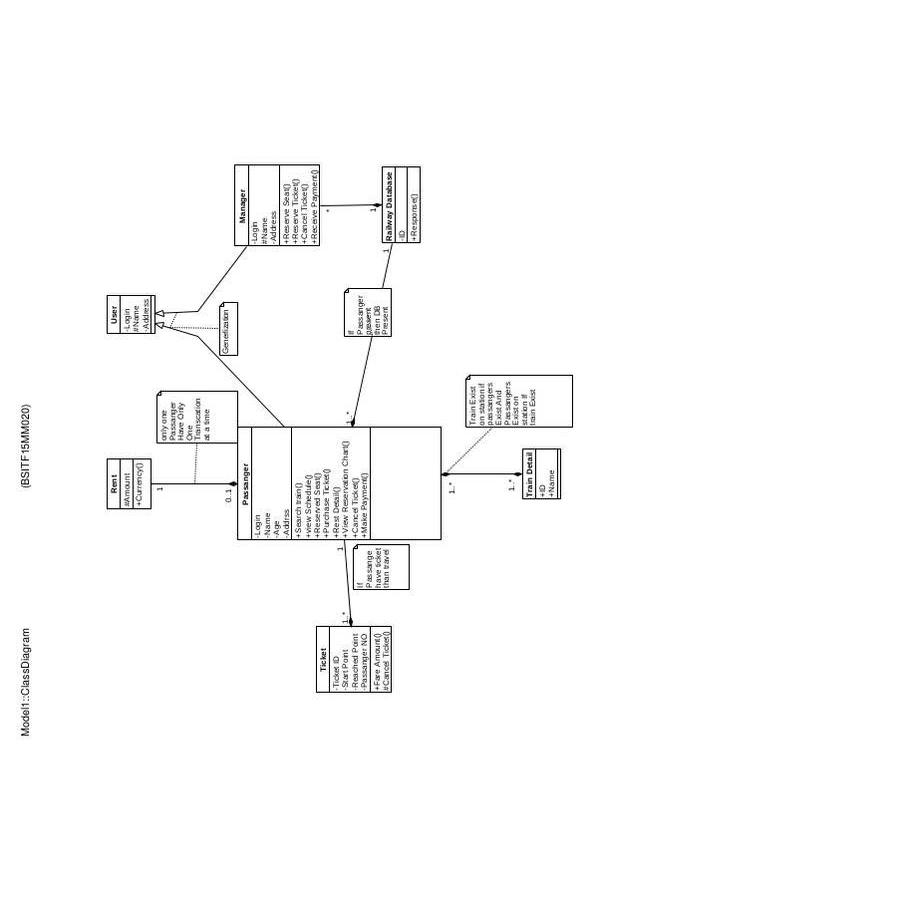 Model1::ClassDiagram
(BSITF15MM020)
User
-Login
#Name
-Address
Rent
#Amount
+Currency()
1
0..1
only one
Passanger
Have Only
One
Transcation
at a time
Generlization
Manager
-Login
#Name
-Address
+Reserve Seat()
+Reserve Ticket()
+Cancel Ticket()
+Receive Payment()
*
1
Railway Database
-ID
+Response()
1
If
Passanger
present
then DB
Present
1..*
Passanger
-Login
-Name
-Age
-Addrss
+Search train()
+view Schedule()
+Reserved Seat()
+Purchase Ticket()
+Rest Detail()
+View Reservation Chart()
+Cancel Ticket()
+Make Payment()
1
If
Passange
have ticket
than travel
1..*
Ticket
-Ticket ID
-Start Point
-Reached Point
-Passanger NO
+Fare Amount()
#Cancel Ticket()
Train Exist
on station if
passangers
Exist And
Passangers
Exist on
station If
train Exist
1..*
1..*
Train Detail
+ID
+Name